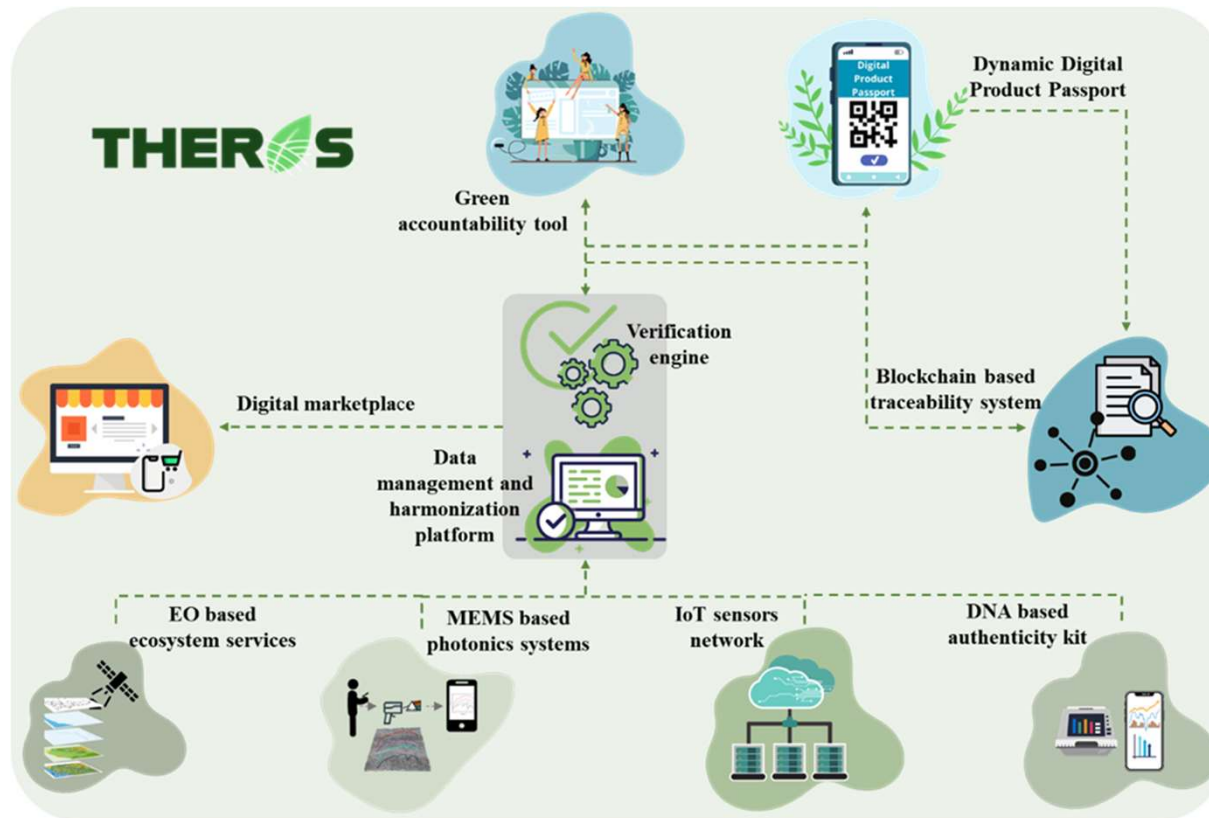 Digital
Product
Passport
Dynamic Digital
Product Passport
THEROS
Green
accountability tool
Verification
engine
Blockchain based
traceability system
Digital marketplace
Data
management and
harmonization
platform
EO based
ecosystem services
MEMS based
photonics systems
IoT sensors
network
DNA based
authenticity kit